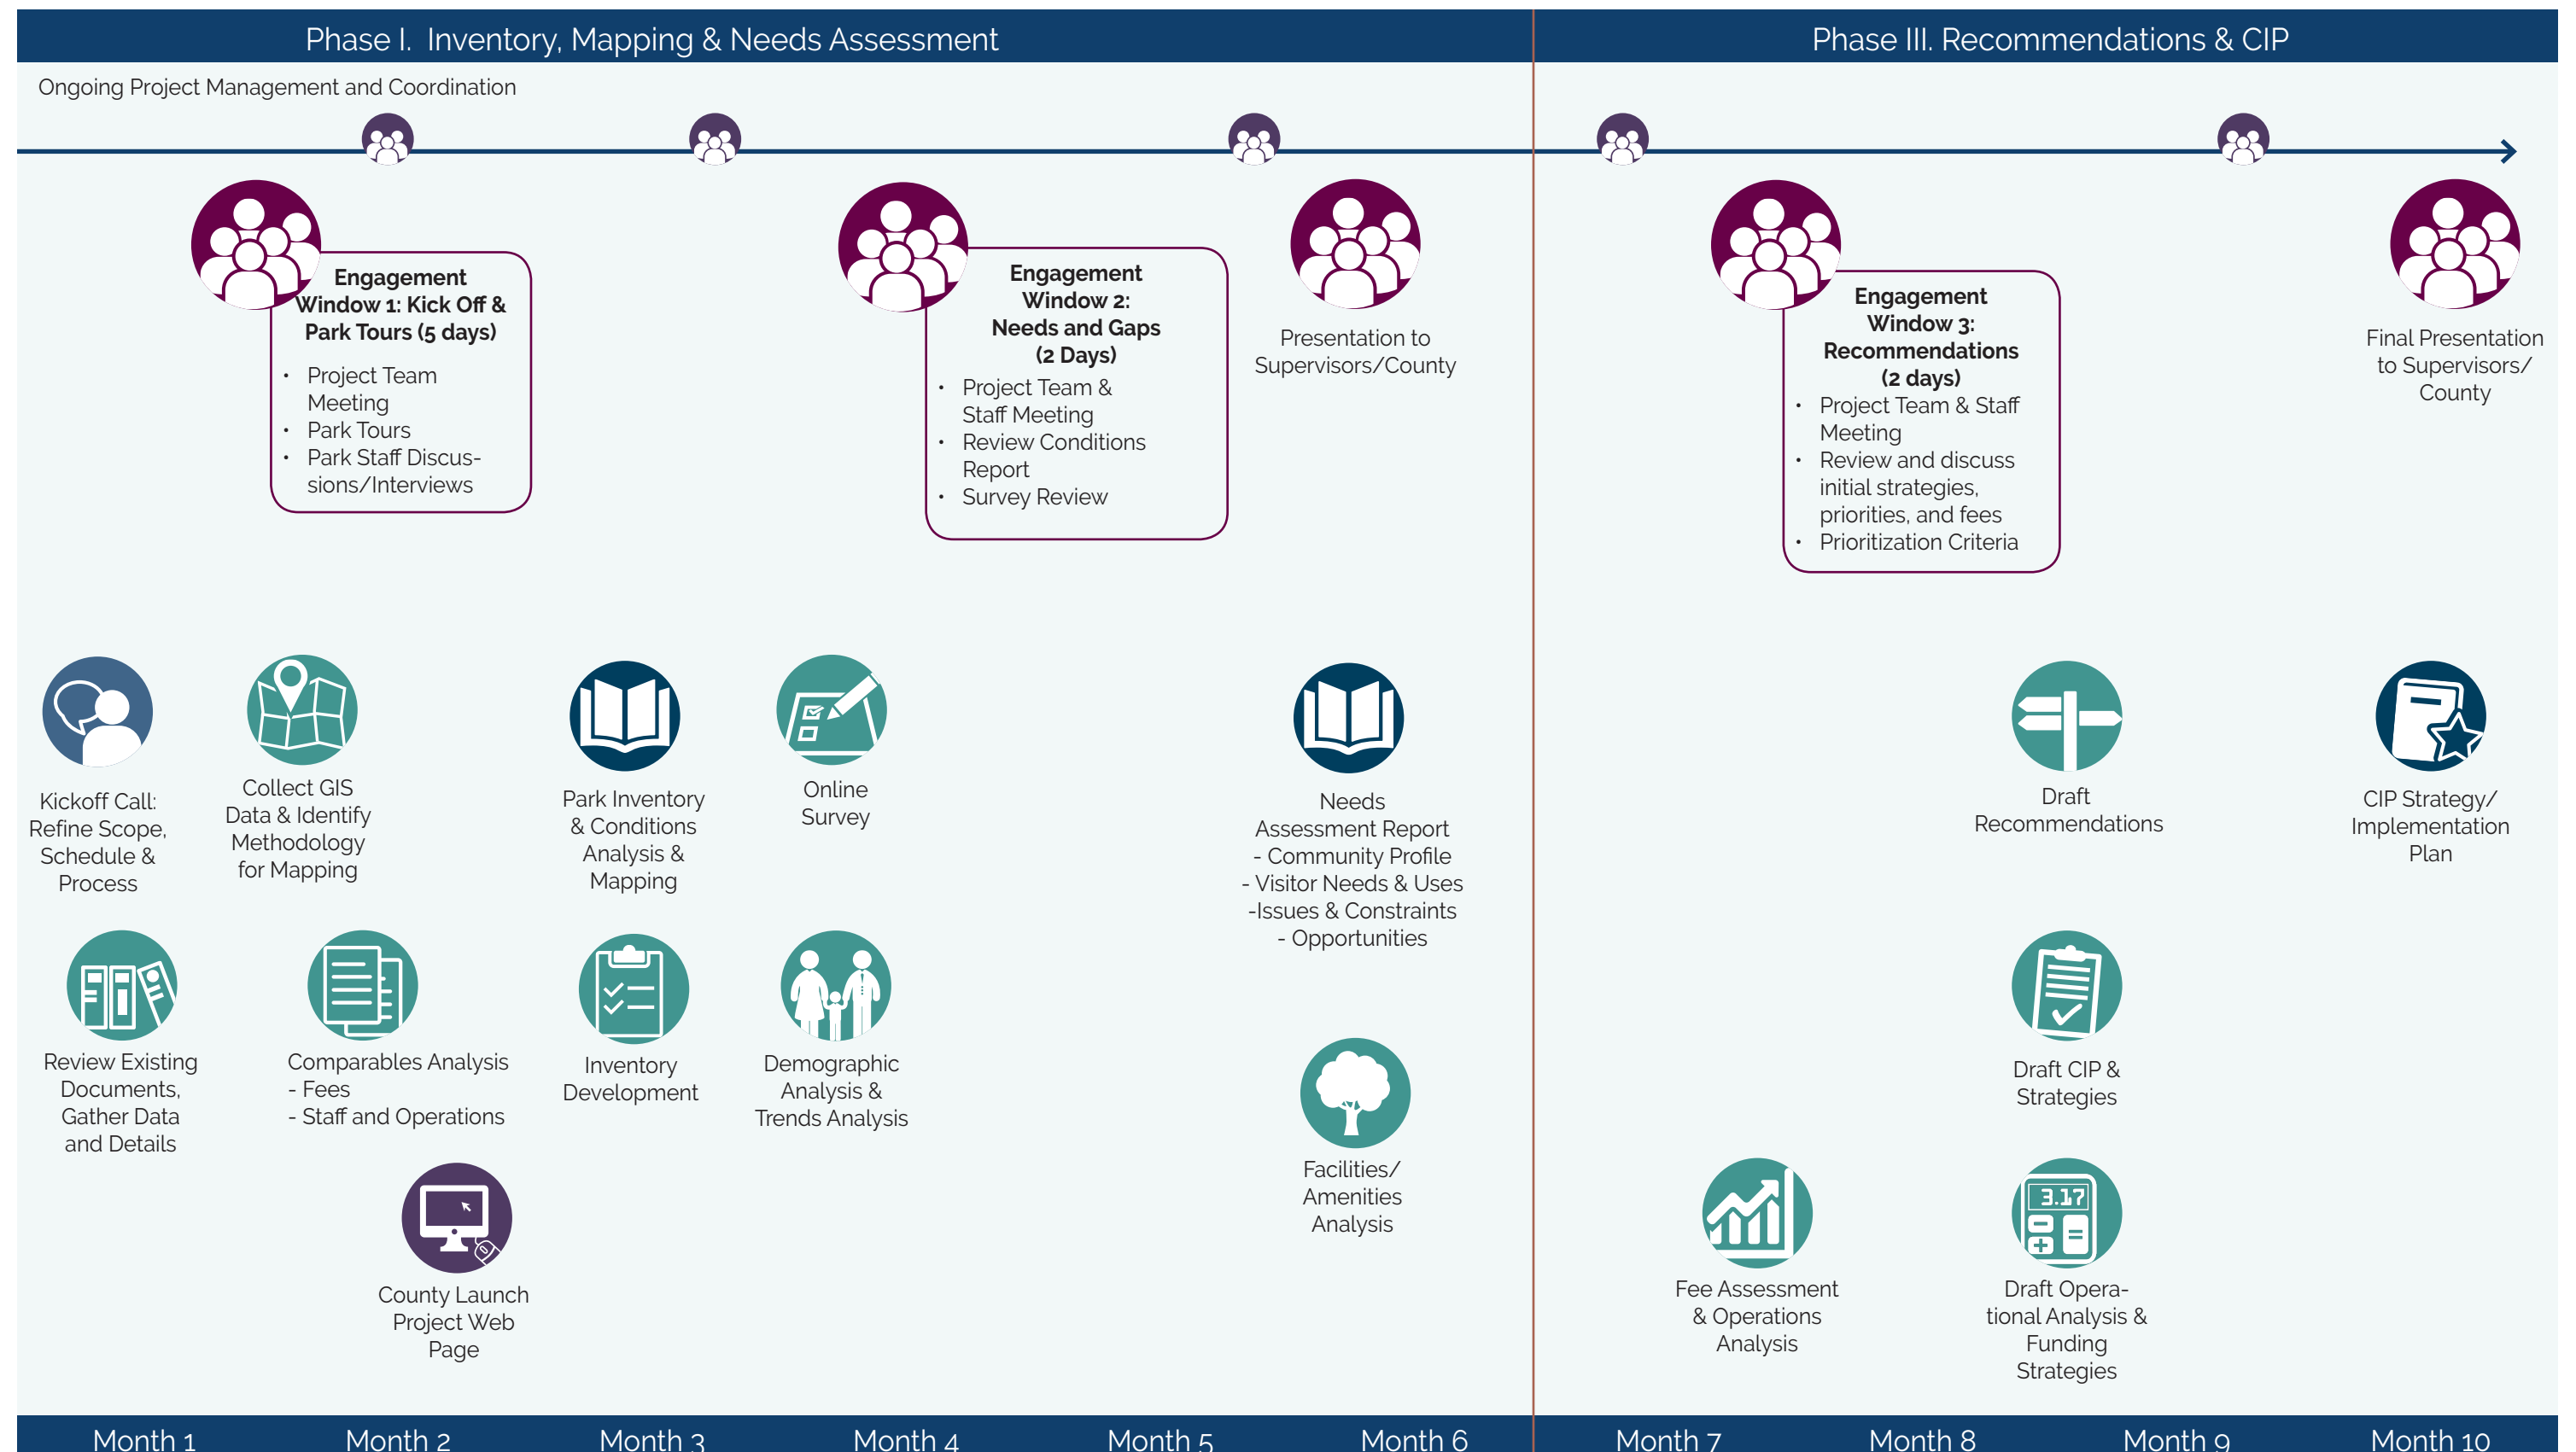 Phase I. Inventory, Mapping & Needs Assessment
Phase III. Recommendations & CIP
Ongoing Project Management and Coordination
Engagement
Window 1: Kick Off &
Park Tours (5 days)
• Project Team
Meeting
• Park Tours
• Park Staff Discus-
sions/Interviews
Engagement
Window 2:
Needs and Gaps
(2 Days)
• Project Team &
Staff Meeting
• Review Conditions
Report
• Survey Review
Presentation to
Supervisors/County
Engagement
Window 3:
Recommendations
(2 days)
• Project Team & Staff
Meeting
• Review and discuss
initial strategies,
priorities, and fees
• Prioritization Criteria
Final Presentation
to Supervisors/
County
Kickoff Call:
Refine Scope,
Schedule &
Process
Collect GIS
Data & Identify
Methodology
for Mapping
Park Inventory
& Conditions
Analysis &
Mapping
Online
Survey
Needs
Assessment Report
- Community Profile
- Visitor Needs & Uses
-Issues & Constraints
- Opportunities
Draft
Recommendations
CIP Strategy/
Implementation
Plan
Review Existing
Documents,
Gather Data
and Details
Comparables Analysis
- Fees
- Staff and Operations
Inventory
Development
Demographic
Analysis &
Trends Analysis
Facilities/
Amenities
Analysis
Draft CIP &
Strategies
County Launch
Project Web
Page
Fee Assessment
& Operations
Analysis
3.17
Draft Opera-
tional Analysis &
Funding
Strategies
Month 1
Month 2
Month 3
Month 4
Month 5
Month 6
Month 7
Month 8
Month 9
Month 10